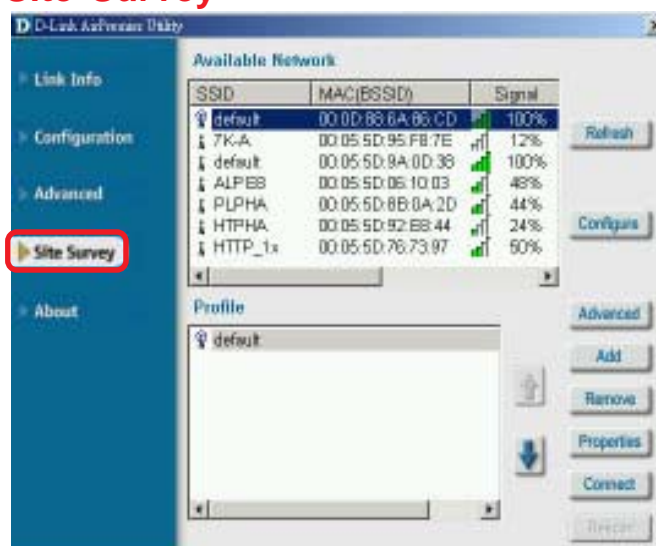 Site Survey
D-Link AirPremier Utility
Link Info
Configuration
Advanced
Site Survey
About
Available Network
SSID MAC(BSSID) Signal
default 00:0D:88:6A:86:CD 100%
7K-A 00:05:5D:95:FB:7E 12%
default 00:05:5D:9A:0D:38 100%
00:05:5D:06:10:03 48%
PLPHA 00:05:5D:8B:0A:2D 44%
HTPHA 00:05:5D:92:E8:44 24%
HTTP_1x 00:05:5D:76:73:97 50%
Refresh
Configure
Profile
default
Advanced
Add
Remove
Properties
Connect